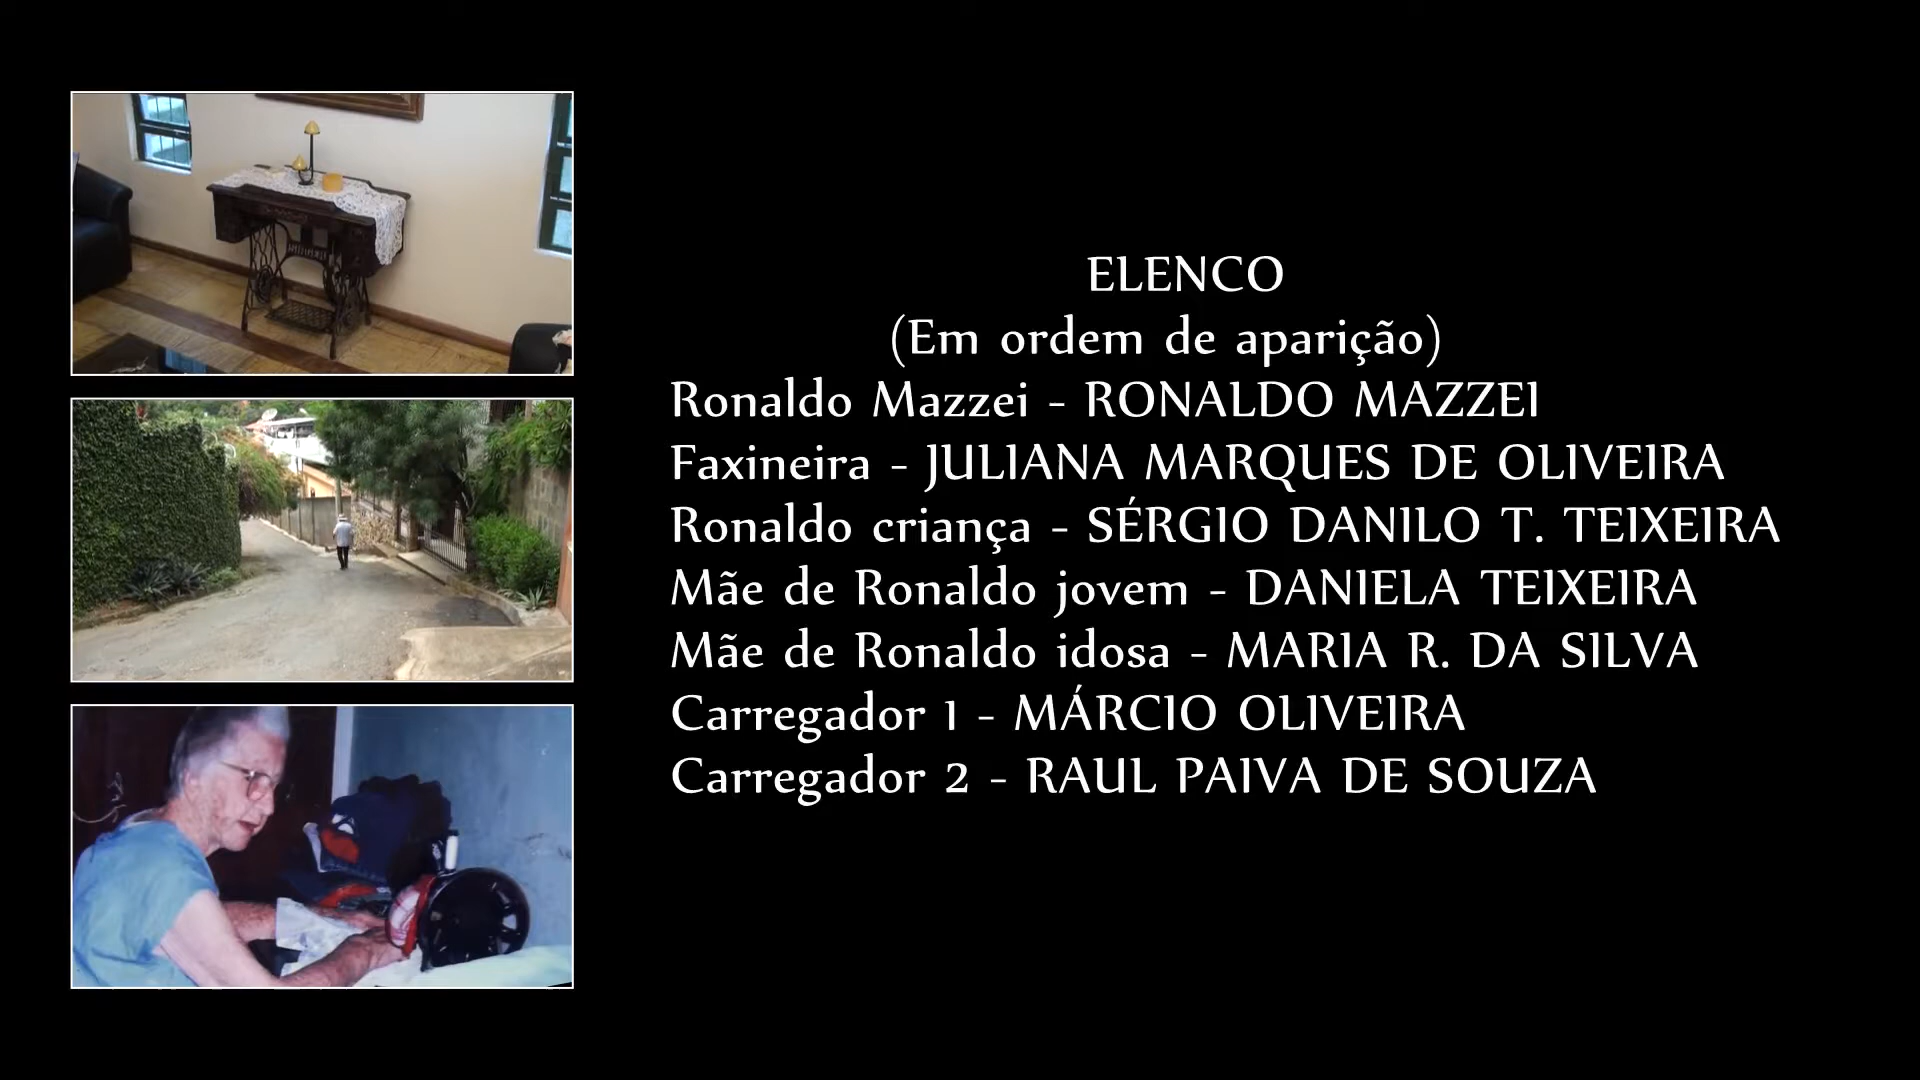 ELENCO
(Em ordem de aparição)
Ronaldo Mazzei - RONALDO MAZZEI
Faxineira - JULIANA MARQUES DE OLIVEIRA
Ronaldo criança - SÉRGIO DANILO T. TEIXEIRA
Mãe de Ronaldo jovem - DANIELA TEIXEIRA
Mãe de Ronaldo idosa - MARIA R. DA SILVA
Carregador 1 - MÁRCIO OLIVEIRA
Carregador 2 - RAUL PAIVA DE SOUZA